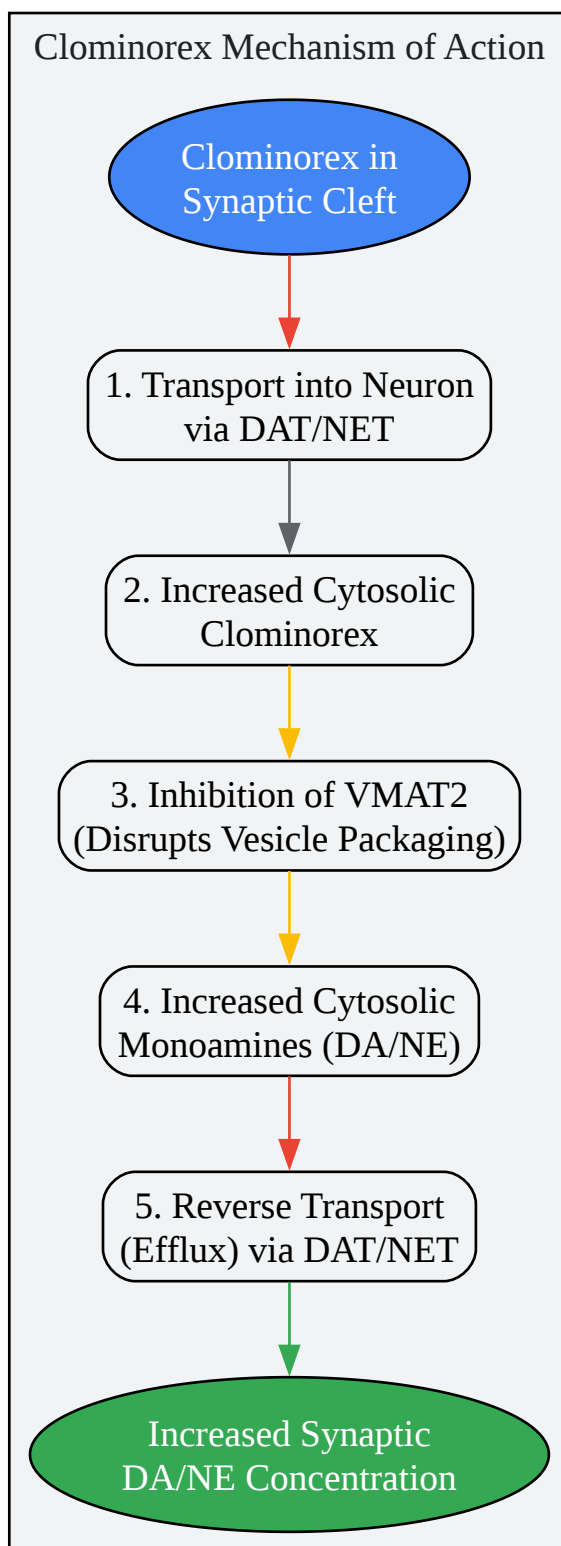 Clominorex Mechanism of Action
Clominorex in
Synaptic Cleft
1. Transport into Neuron
via DAT/NET
2. Increased Cytosolic
Clominorex
3. Inhibition of VMAT2
(Disrupts Vesicle Packaging)
4. Increased Cytosolic
Monoamines (DA/NE)
5. Reverse Transport
(Efflux) via DAT/NET
Increased Synaptic
DA/NE Concentration